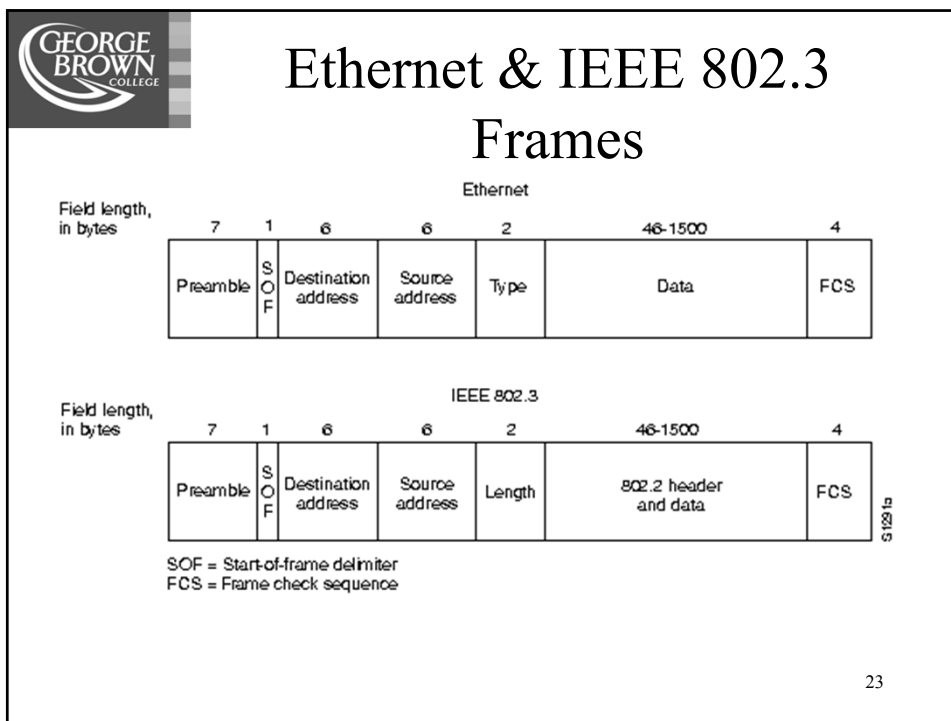 GEORGE
BROWN
COLLEGE
Ethernet & IEEE 802.3
Frames
Ethernet
Field length,
in bytes
7 1 6 6 2 46-1500 4
Preamble SOF Destination address Source address Type Data FCS
IEEE 802.3
Field length,
in bytes
7 1 6 6 2 46-1500 4
Preamble SOF Destination address Source address Length 802.2 header and data FCS
S1291a
SOF = Start-of-frame delimiter
FCS = Frame check sequence
23